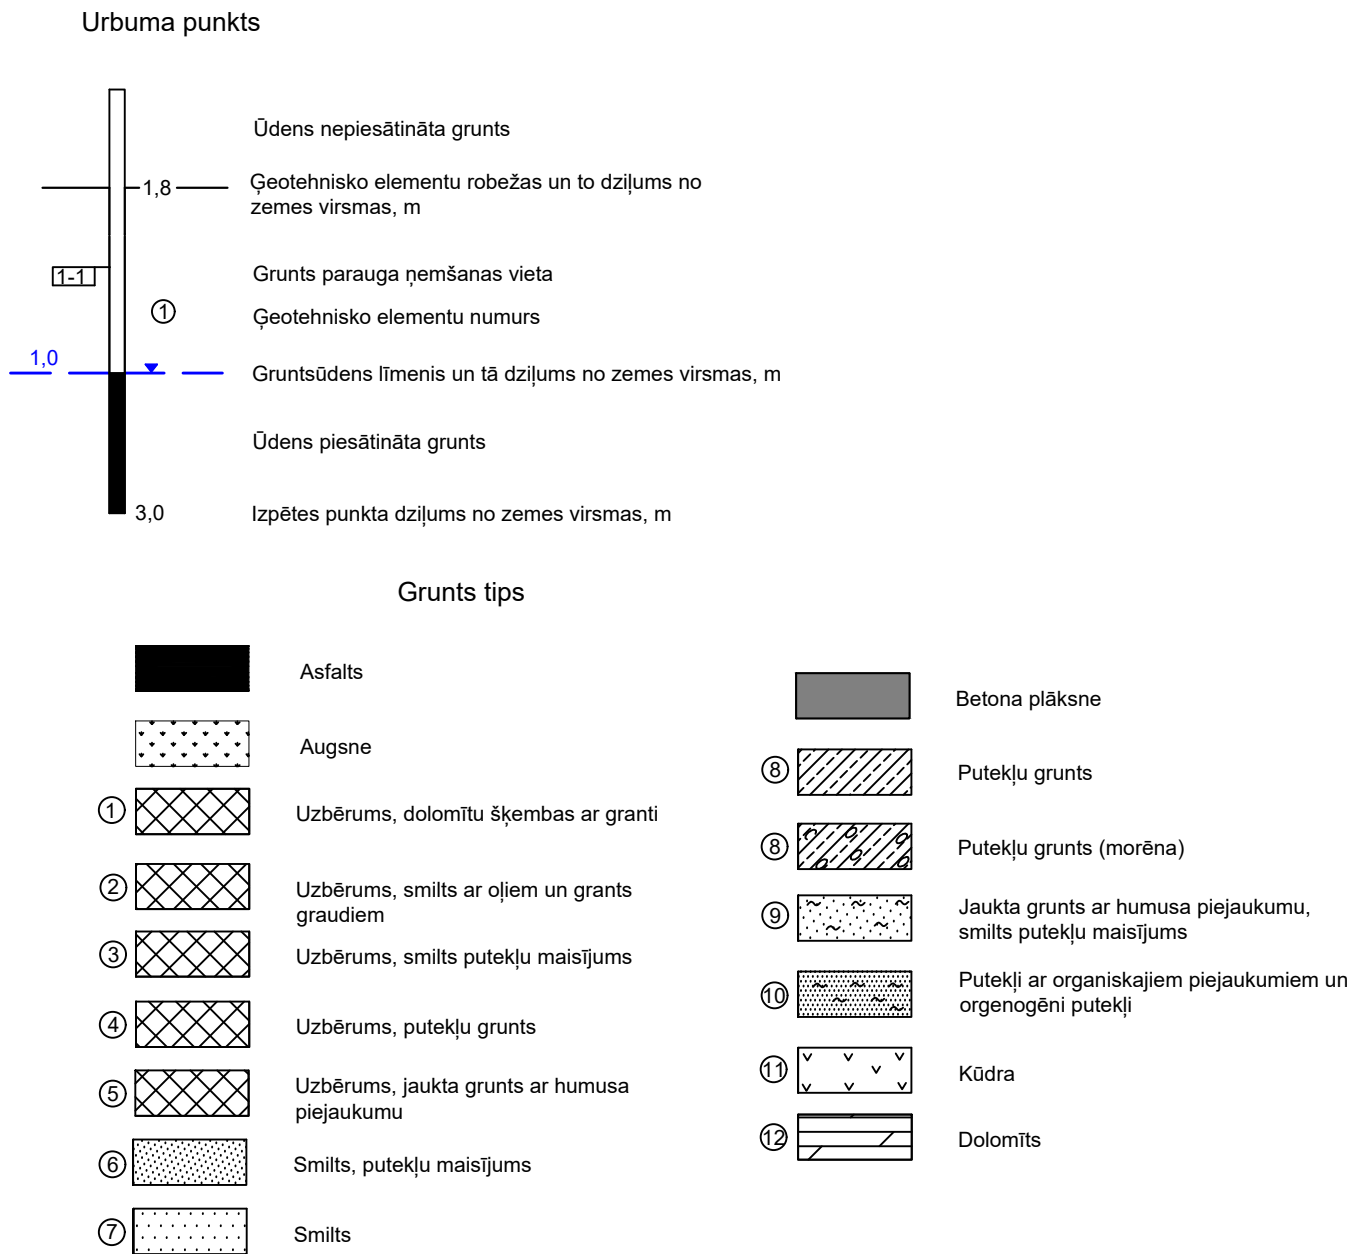 Urbuma punkts
Ūdens nepiesātināta grunts
1,8
Ģeotehnisko elementu robežas un to dziļums no
zemes virsmas, m
1-1
Grunts parauga ņemšanas vieta
1
Ģeotehnisko elementu numurs
1,0
Gruntsūdens līmenis un tā dziļums no zemes virsmas, m
Ūdens piesātināta grunts
3,0
Izpētes punkta dziļums no zemes virsmas, m
Grunts tips
Asfalts
Augsne
1
Uzbērums, dolomītu šķembas ar granti
2
Uzbērums, smilts ar oļiem un grants
graudiem
3
Uzbērums, smilts putekļu maisījums
4
Uzbērums, putekļu grunts
5
Uzbērums, jaukta grunts ar humusa
piejaukumu
6
Smilts, putekļu maisījums
7
Smilts
Betona plāksne
8
Putekļu grunts
8
Putekļu grunts (morēna)
9
Jaukta grunts ar humusa piejaukumu,
smilts putekļu maisījums
10
Putekļi ar organiskajiem piejaukumiem un
orgenogēni putekļi
11
Kūdra
12
Dolomīts